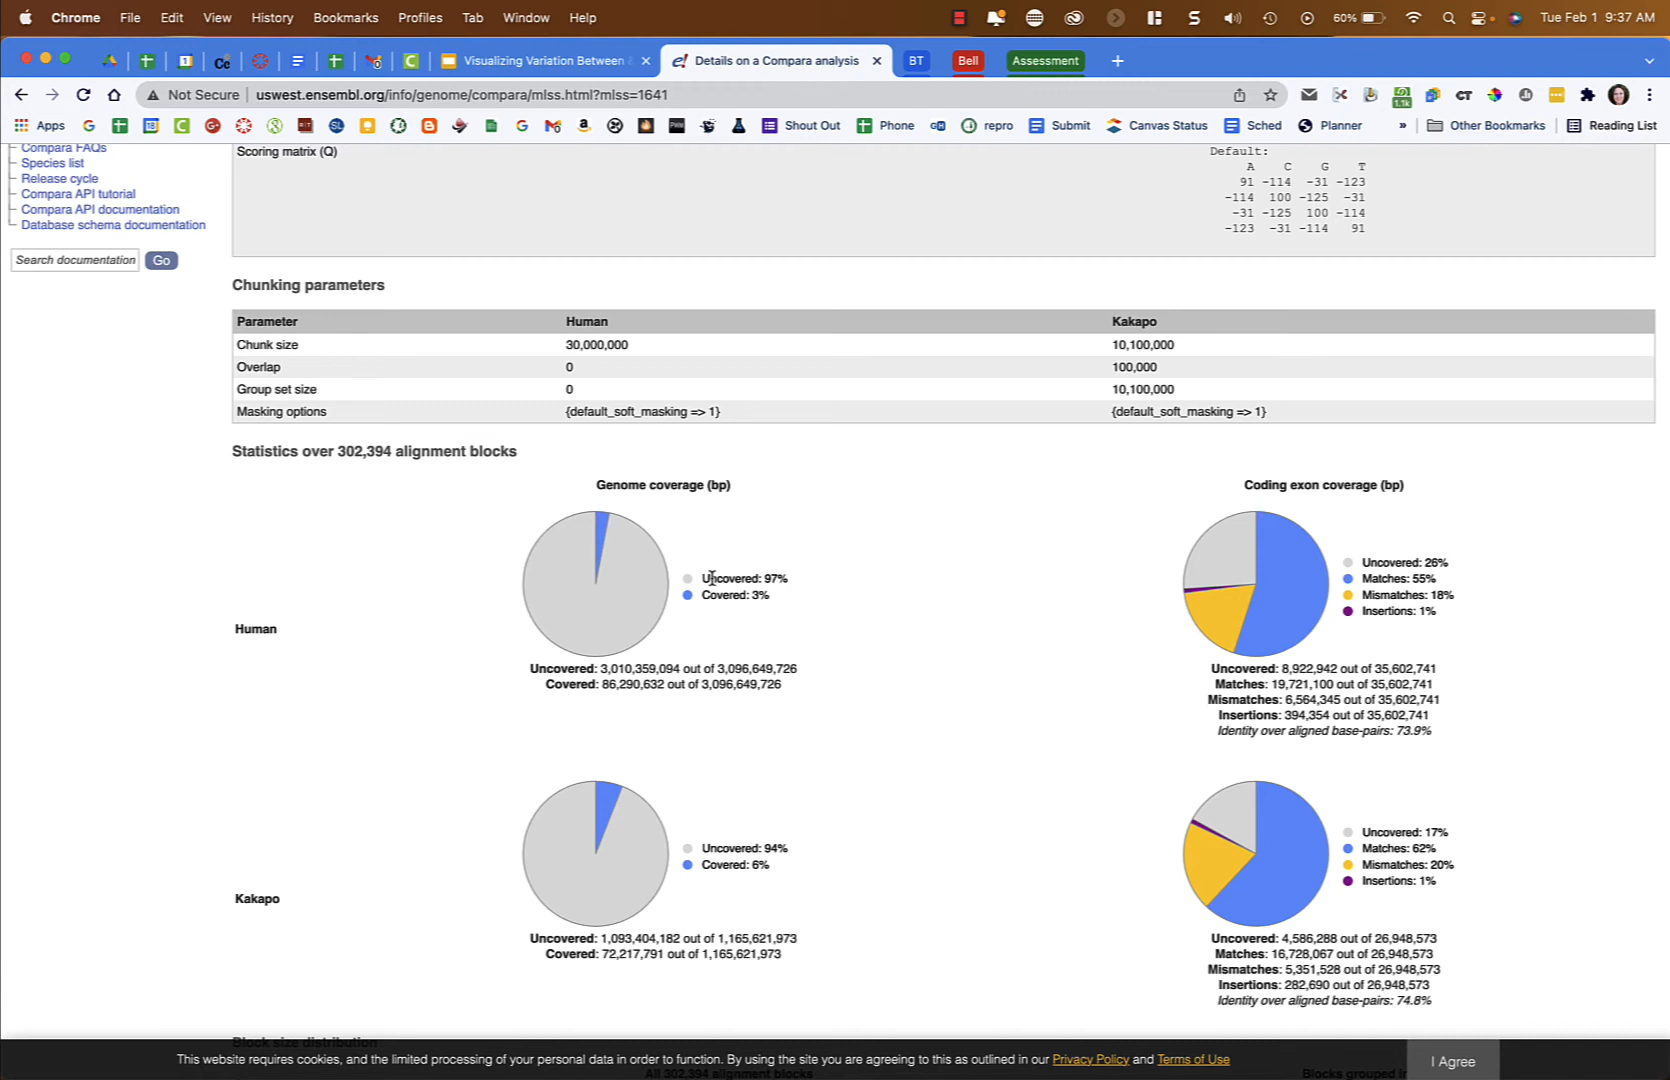 Chrome File Edit View History Bookmarks Profiles Tab Window Help 60% Tue Feb 1 9:37 AM
Visualizing Variation Between Details on a Compara analysis BT Bell Assessment
Not Secure uswest.ensembl.org/info/genome/compara/mlss.html?mlss=1641
Apps Shout Out Phone repro Submit Canvas Status Sched Planner » Other Bookmarks Reading List
Compara FAQs
Species list
Release cycle
Compara API tutorial
Compara API documentation
Database schema documentation
Search documentation Go
Scoring matrix (Q) Default:
A C G T
91 -114 -31 -123
-114 100 -125 -31
-31 -125 100 -114
-123 -31 -114 91
Chunking parameters
Parameter Human Kakapo
Chunk size 30,000,000 10,100,000
Overlap 0 100,000
Group set size 0 10,100,000
Masking options {default_soft_masking => 1} {default_soft_masking => 1}
Statistics over 302,394 alignment blocks
Genome coverage (bp) Coding exon coverage (bp)
Human
Uncovered: 97%
Covered: 3%
Uncovered: 3,010,359,094 out of 3,096,649,726
Covered: 86,290,632 out of 3,096,649,726
Uncovered: 26%
Matches: 55%
Mismatches: 18%
Insertions: 1%
Uncovered: 8,922,942 out of 35,602,741
Matches: 19,721,100 out of 35,602,741
Mismatches: 6,564,345 out of 35,602,741
Insertions: 394,354 out of 35,602,741
Identity over aligned base-pairs: 73.9%
Kakapo
Uncovered: 94%
Covered: 6%
Uncovered: 1,093,404,182 out of 1,165,621,973
Covered: 72,217,791 out of 1,165,621,973
Uncovered: 17%
Matches: 62%
Mismatches: 20%
Insertions: 1%
Uncovered: 4,586,288 out of 26,948,573
Matches: 16,728,067 out of 26,948,573
Mismatches: 5,351,528 out of 26,948,573
Insertions: 282,690 out of 26,948,573
Identity over aligned base-pairs: 74.8%
Block size distribution
This website requires cookies, and the limited processing of your personal data in order to function. By using the site you are agreeing to this as outlined in our Privacy Policy and Terms of Use I Agree
All 302,394 alignment blocks Blocks grouped